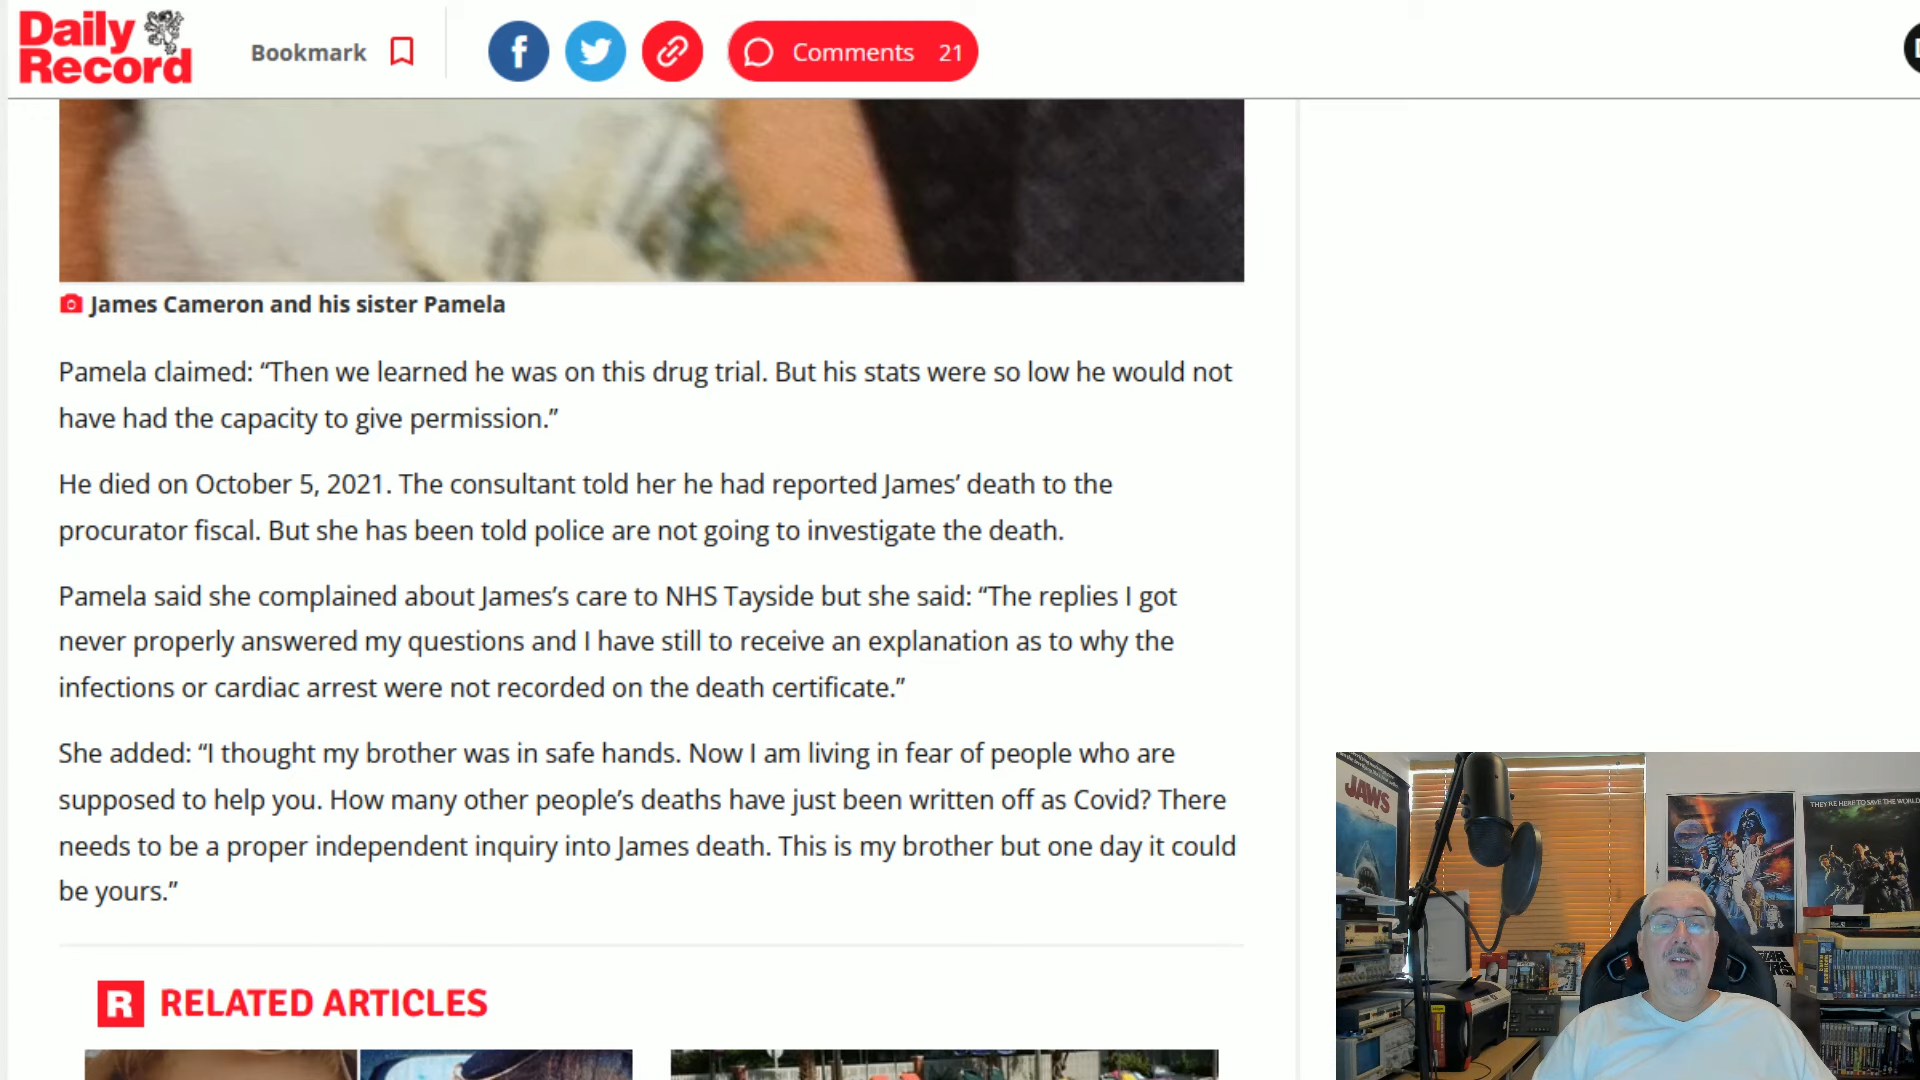 Daily
Record
Bookmark
Comments 21
James Cameron and his sister Pamela
Pamela claimed: “Then we learned he was on this drug trial. But his stats were so low he would not
have had the capacity to give permission.”
He died on October 5, 2021. The consultant told her he had reported James’ death to the
procurator fiscal. But she has been told police are not going to investigate the death.
Pamela said she complained about James’s care to NHS Tayside but she said: “The replies I got
never properly answered my questions and I have still to receive an explanation as to why the
infections or cardiac arrest were not recorded on the death certificate.”
She added: “I thought my brother was in safe hands. Now I am living in fear of people who are
supposed to help you. How many other people’s deaths have just been written off as Covid? There
needs to be a proper independent inquiry into James death. This is my brother but one day it could
be yours.”
R RELATED ARTICLES
JAWS
THEY'RE HERE TO SAVE THE WORLD
STAR
WARS